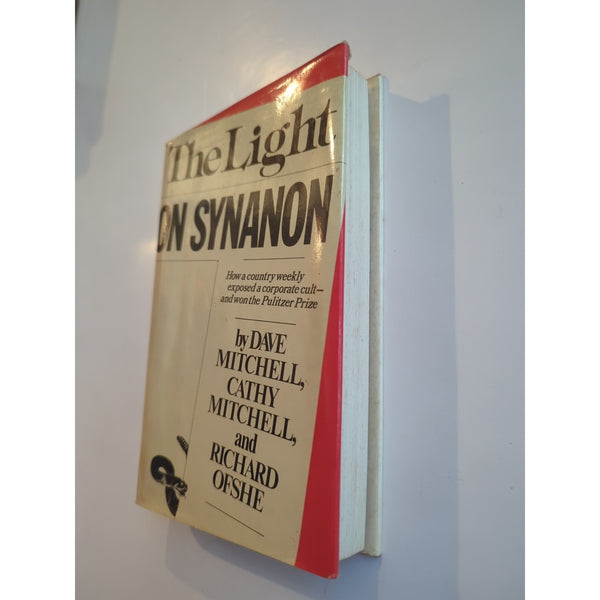 The Light
ON SYNANON
How a country weekly
exposed a corporate cult—
and won the Pulitzer Prize
by DAVE
MITCHELL,
CATHY
MITCHELL,
and
RICHARD
OFSHE